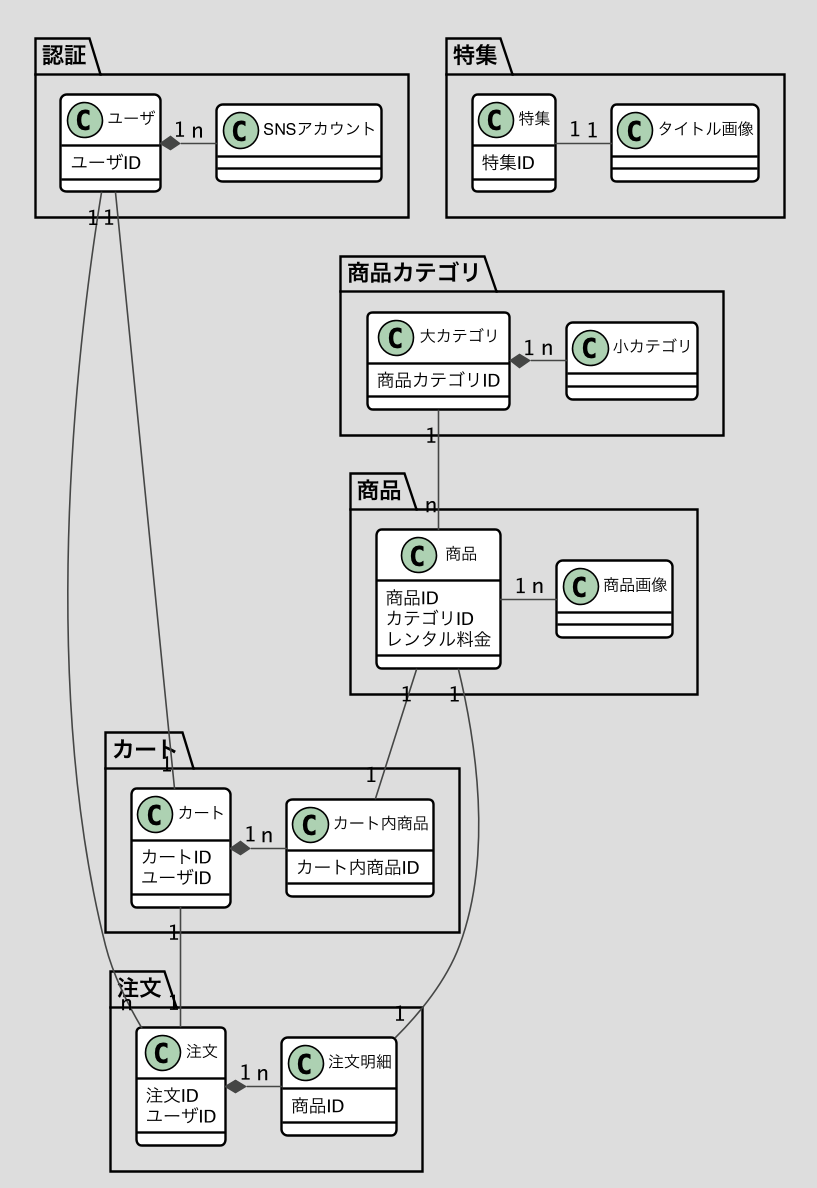 認証
C ユーザ
ユーザID
1 n
C SNSアカウント
特集
C 特集
特集ID
1 1
C タイトル画像
1 1
商品カテゴリ
C 大カテゴリ
商品カテゴリID
1 n
C 小カテゴリ
1
商品
n
C 商品
商品ID
カテゴリID
レンタル料金
1 n
C 商品画像
1 1
カート
1
1
C カート
カートID
ユーザID
1 n
C カート内商品
カート内商品ID
1
注文
n
1
1
C 注文
注文ID
ユーザID
1 n
C 注文明細
商品ID